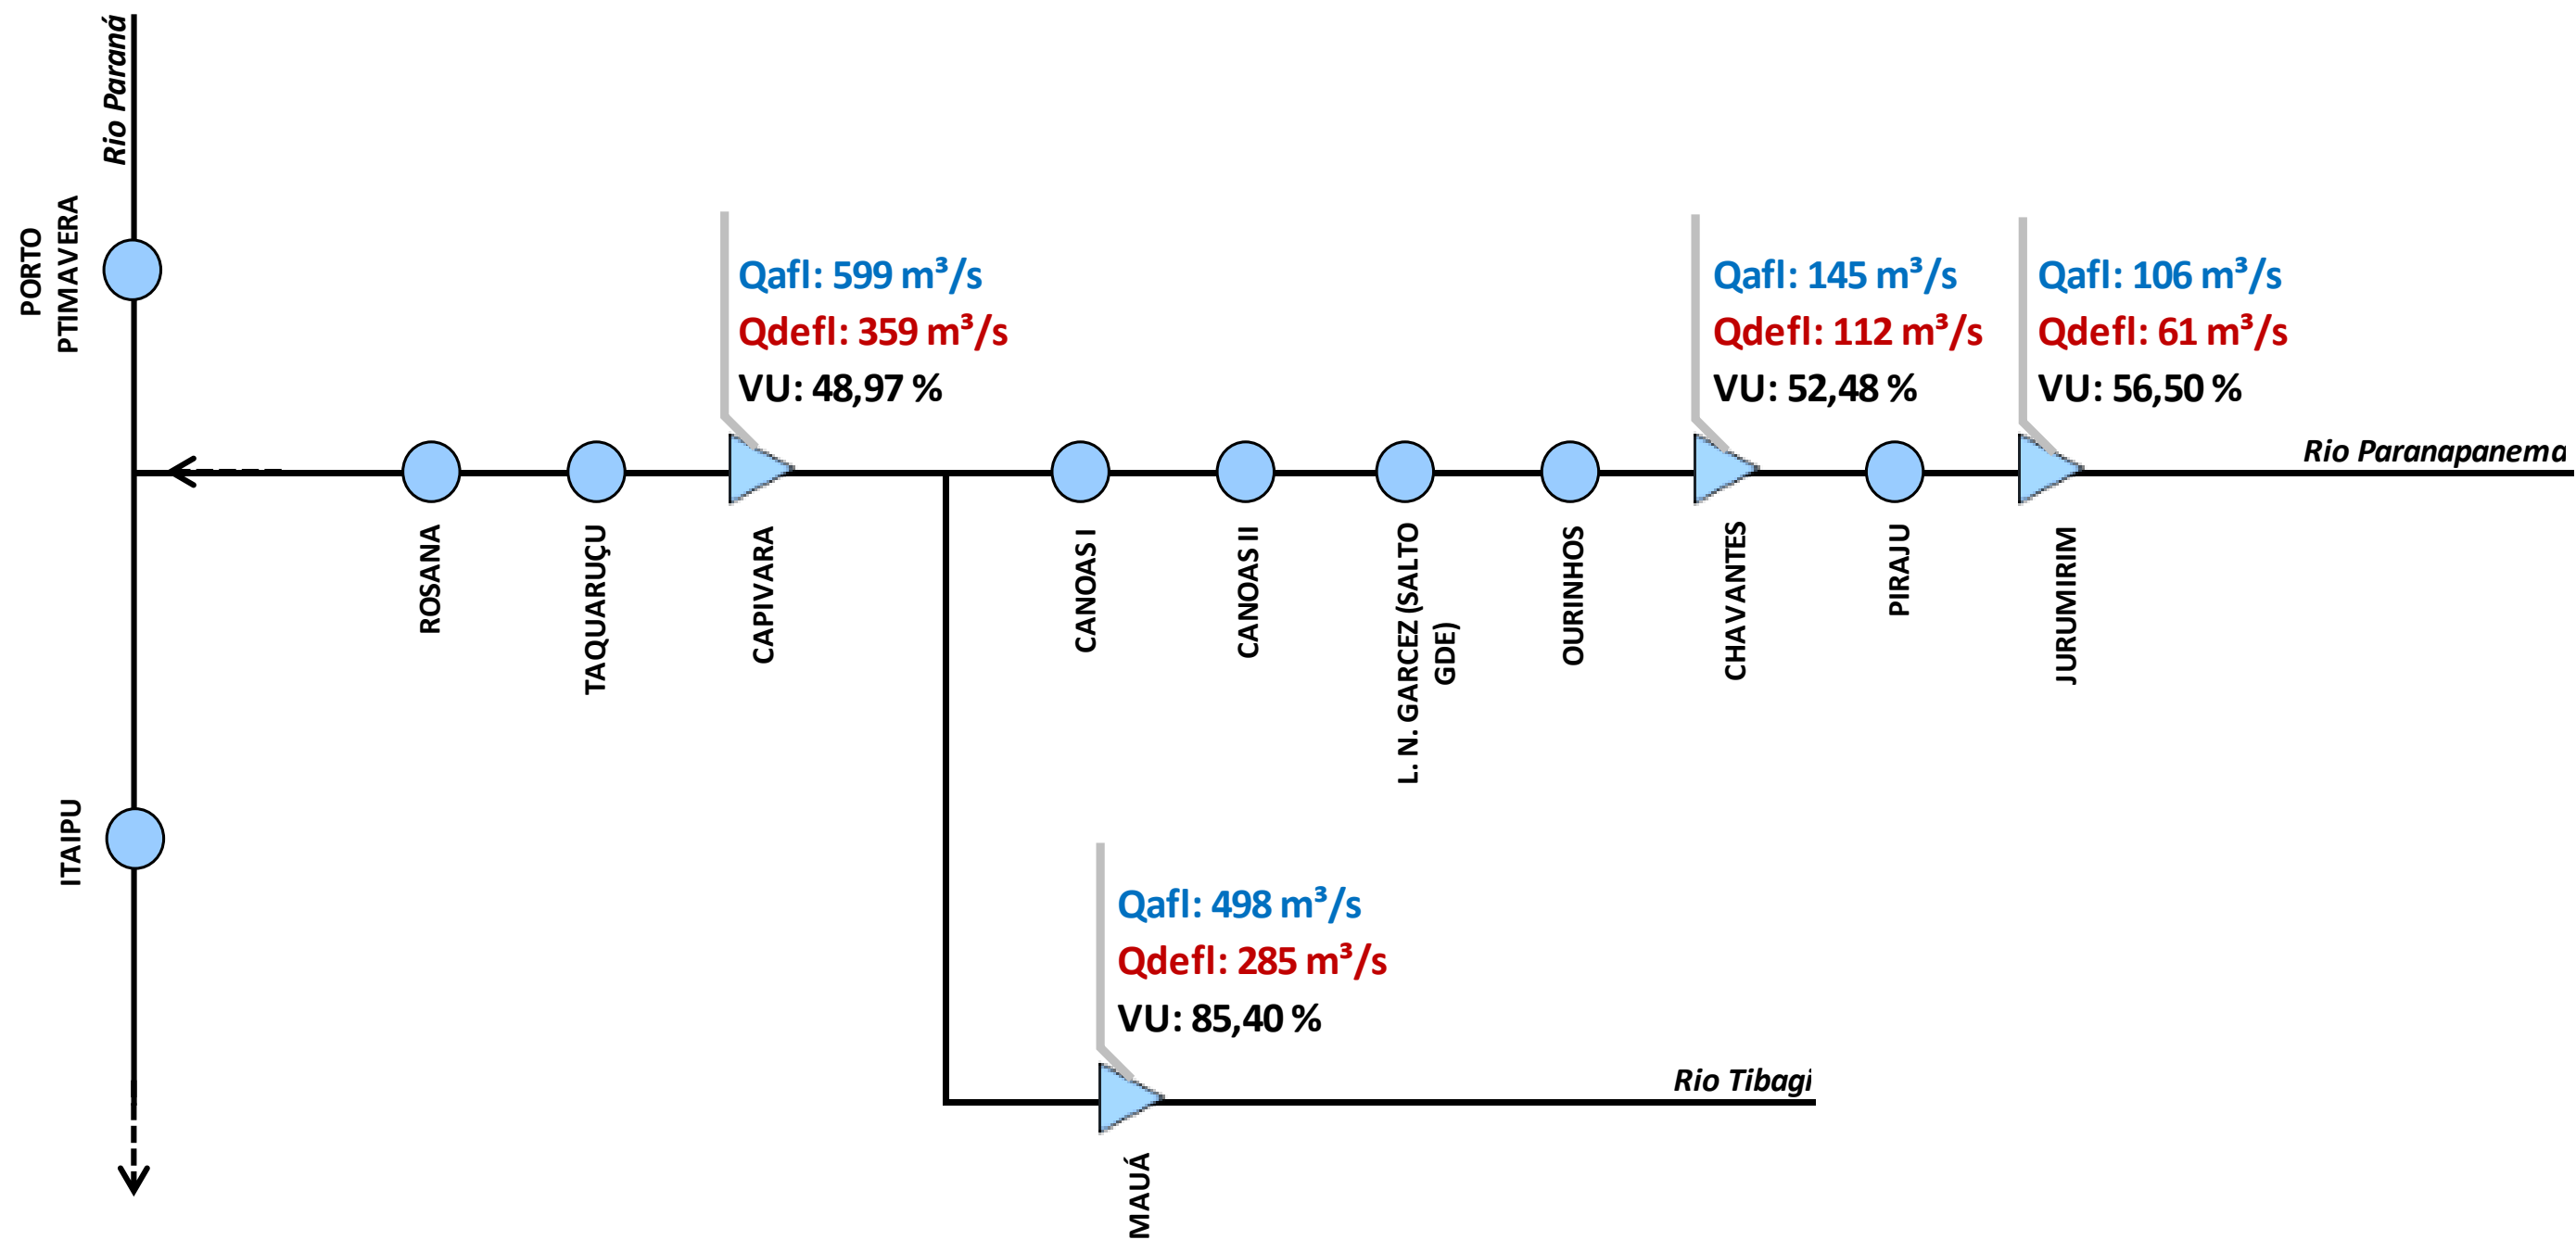 Rio Paraná
PORTO
PTIMAVERA
Qafl: 599 m³/s
Qdefl: 359 m³/s
VU: 48,97 %
Qafl: 145 m³/s
Qdefl: 112 m³/s
VU: 52,48 %
Qafl: 106 m³/s
Qdefl: 61 m³/s
VU: 56,50 %
Rio Paranapanema
ROSANA
TAQUARUÇU
CAPIVARA
CANOAS I
CANOAS II
L. N. GARCEZ (SALTO
GDE)
OURINHOS
CHAVANTES
PIRAJU
JURUMIRIM
ITAIPU
Qafl: 498 m³/s
Qdefl: 285 m³/s
VU: 85,40 %
Rio Tibagi
MAUÁ